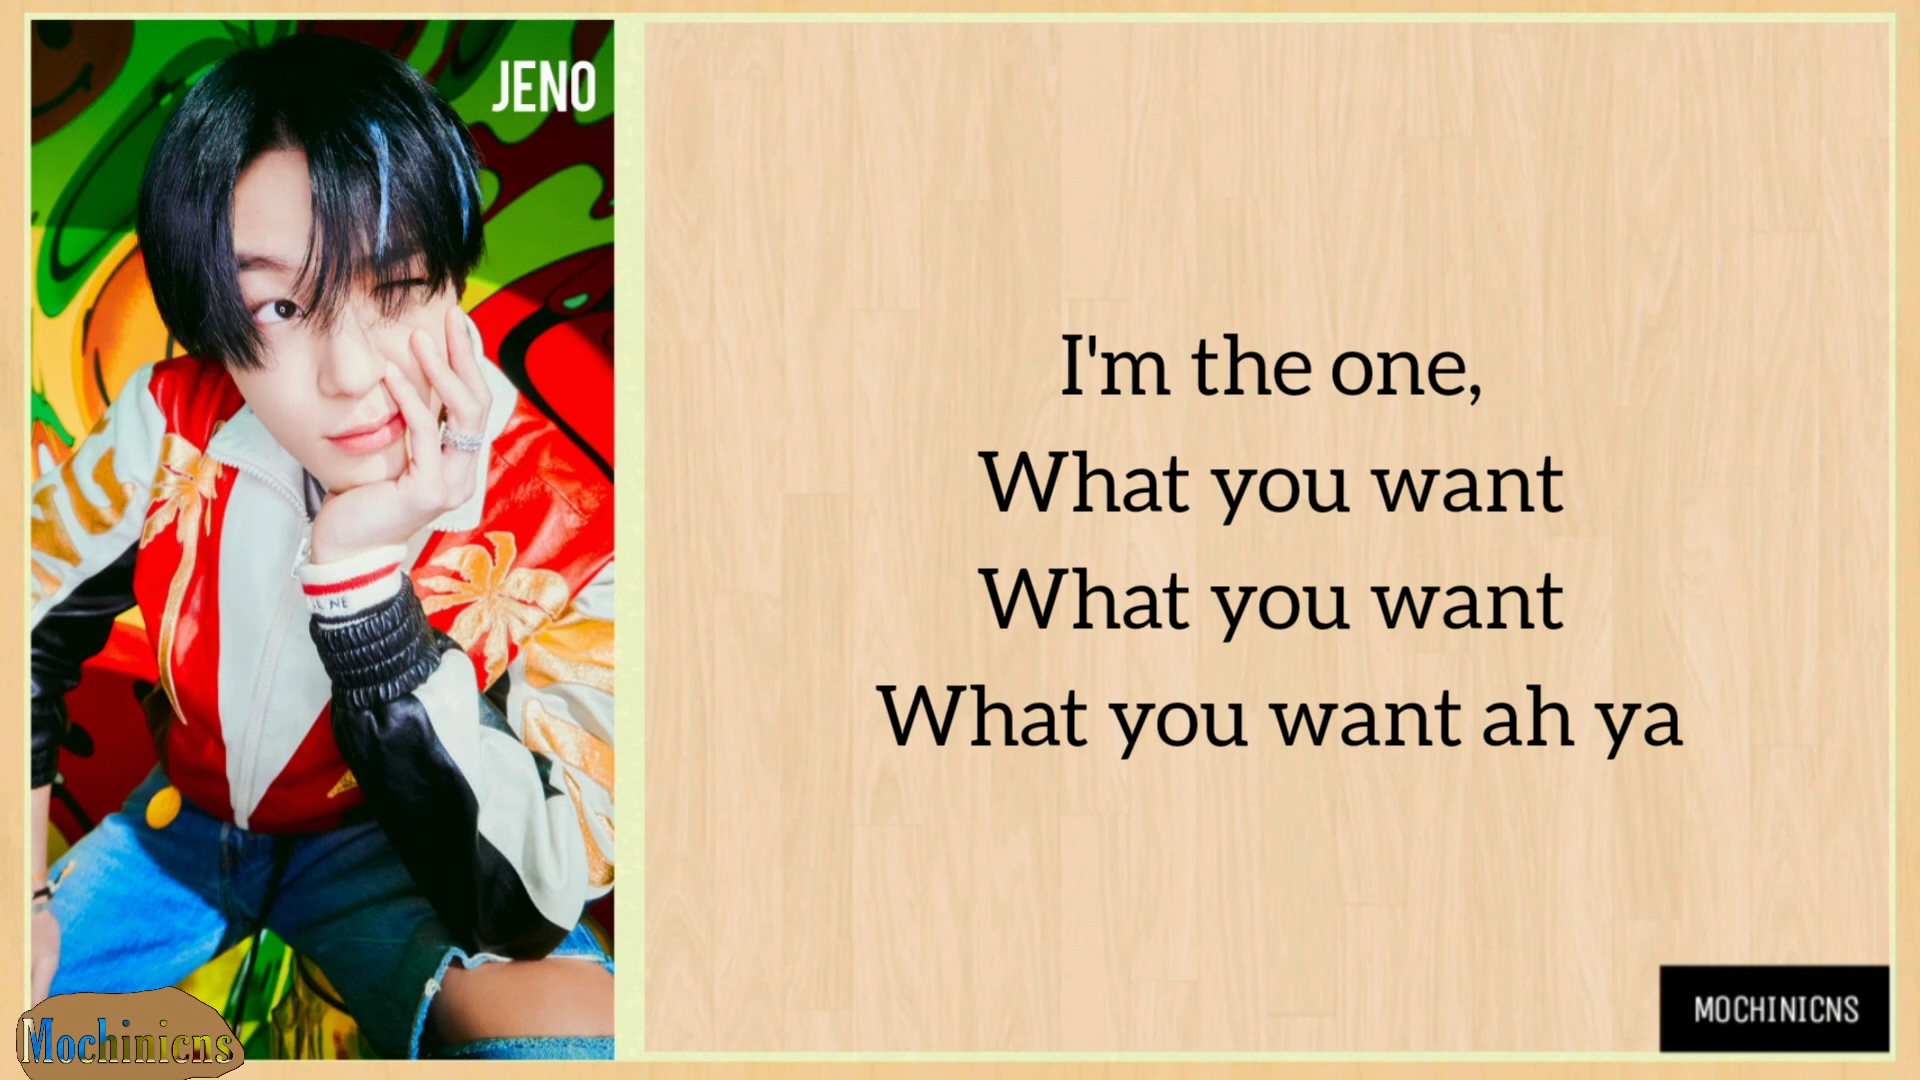 JENO
I'm the one,
What you want
What you want
What you want ah ya
MOCHINICNS
Mochinicns